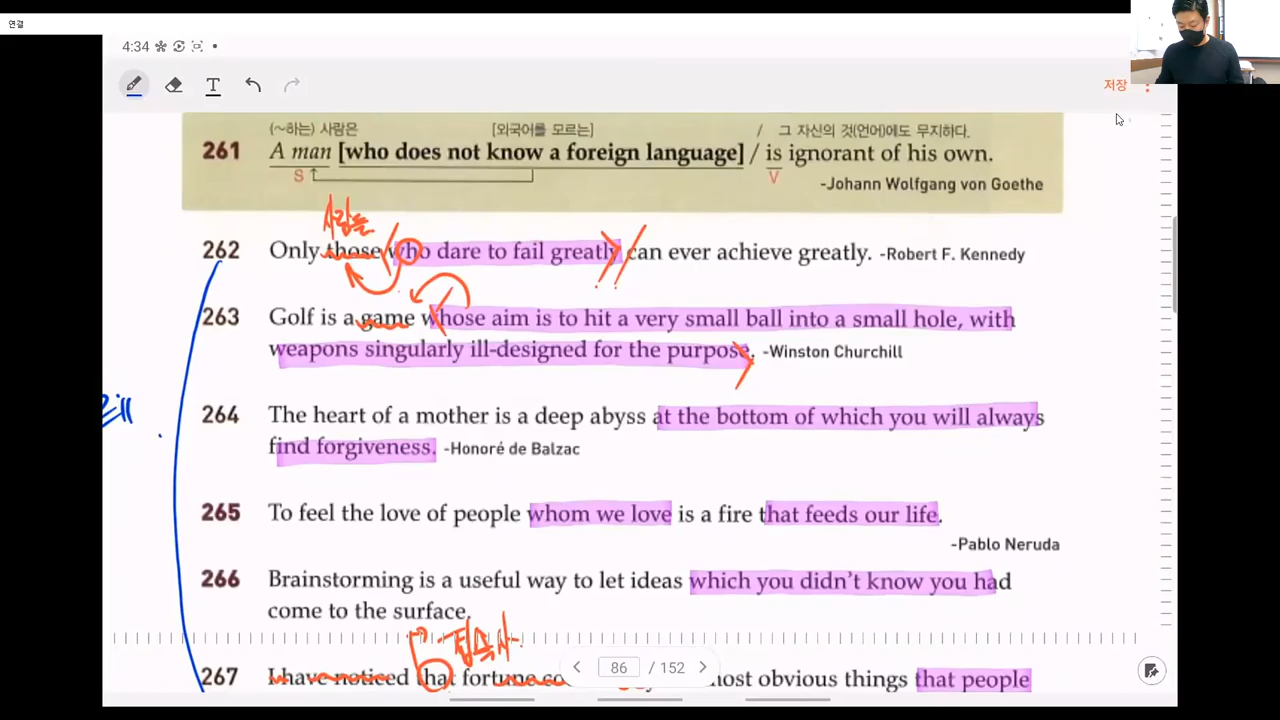 연결
4:34
저장
(~하는) 사람은 [외국어를 모르는] / 그 자신의 것(언어)에도 무지하다.
261 A man [who does not know a foreign language] / is ignorant of his own.
S V
-Johann Wolfgang von Goethe
사람들
262 Only those who dare to fail greatly can ever achieve greatly. -Robert F. Kennedy
263 Golf is a game whose aim is to hit a very small ball into a small hole, with
weapons singularly ill-designed for the purpose. -Winston Churchill
264 The heart of a mother is a deep abyss at the bottom of which you will always
find forgiveness. -Honoré de Balzac
265 To feel the love of people whom we love is a fire that feeds our life.
-Pablo Neruda
266 Brainstorming is a useful way to let ideas which you didn't know you had
come to the surface.
접속사
86 / 152
267 I have noticed that fortune most obvious things that people